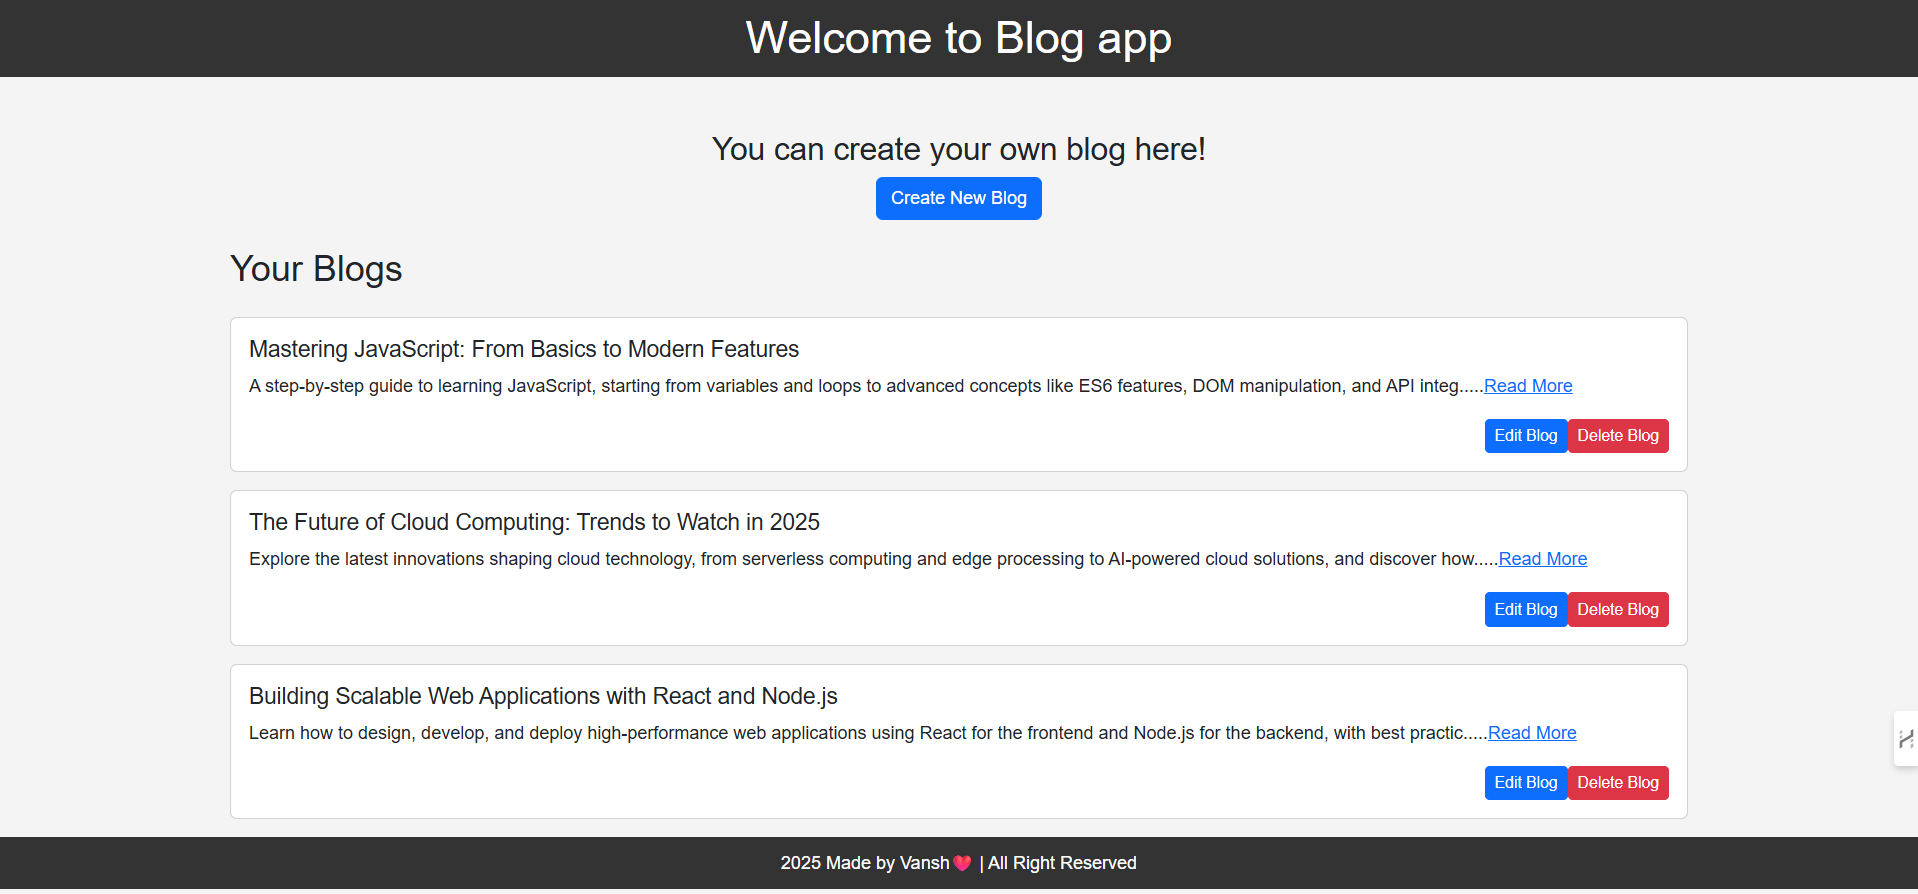 Welcome to Blog app
You can create your own blog here!
Create New Blog
Your Blogs
Mastering JavaScript: From Basics to Modern Features
A step-by-step guide to learning JavaScript, starting from variables and loops to advanced concepts like ES6 features, DOM manipulation, and API integ.....Read More
Edit Blog Delete Blog
The Future of Cloud Computing: Trends to Watch in 2025
Explore the latest innovations shaping cloud technology, from serverless computing and edge processing to AI-powered cloud solutions, and discover how.....Read More
Edit Blog Delete Blog
Building Scalable Web Applications with React and Node.js
Learn how to design, develop, and deploy high-performance web applications using React for the frontend and Node.js for the backend, with best practic.....Read More
Edit Blog Delete Blog
2025 Made by Vansh❤️ | All Right Reserved